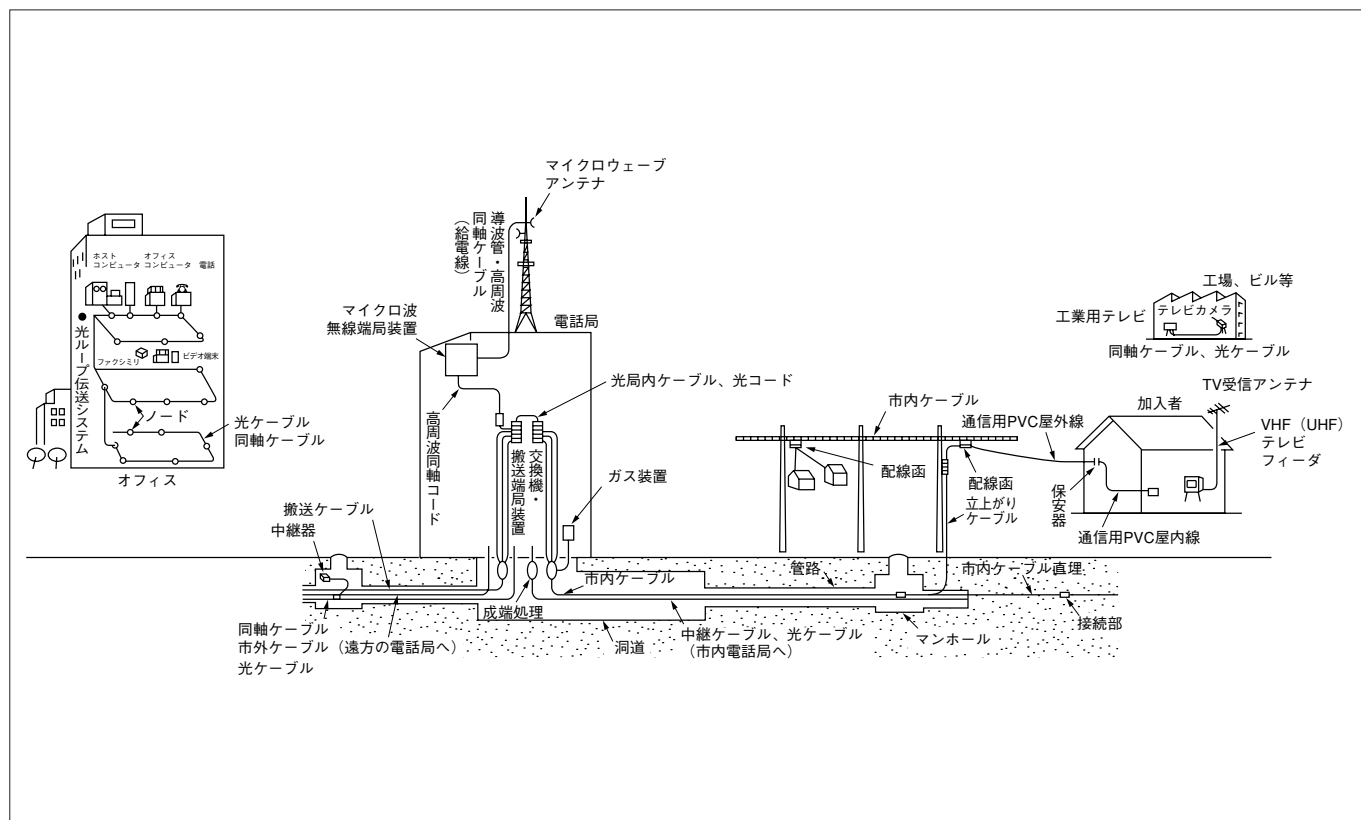 マイクロウェーブ
アンテナ
導波管・高周波
同軸ケーブル
（給電線）
マイクロ波
無線端局装置
電話局
高周波同軸コード
光局内ケーブル、光コード
交換機・
搬送端局装置
ガス装置
ホスト
コンピュータ
オフィス
コンピュータ
電話
●光ループ伝送システム
ファクシミリ
ビデオ端末
ノード
光ケーブル
同軸ケーブル
オフィス
搬送ケーブル
中継器
同軸ケーブル
市外ケーブル（遠方の電話局へ）
光ケーブル
成端処理
洞道
市内ケーブル
中継ケーブル、光ケーブル
（市内電話局へ）
管路
マンホール
市内ケーブル直埋
接続部
市内ケーブル
配線函
配線函
立上がり
ケーブル
通信用PVC屋外線
保安器
通信用PVC屋内線
加入者
TV受信アンテナ
VHF（UHF）
テレビ
フィーダ
工場、ビル等
工業用テレビ
テレビカメラ
同軸ケーブル、光ケーブル